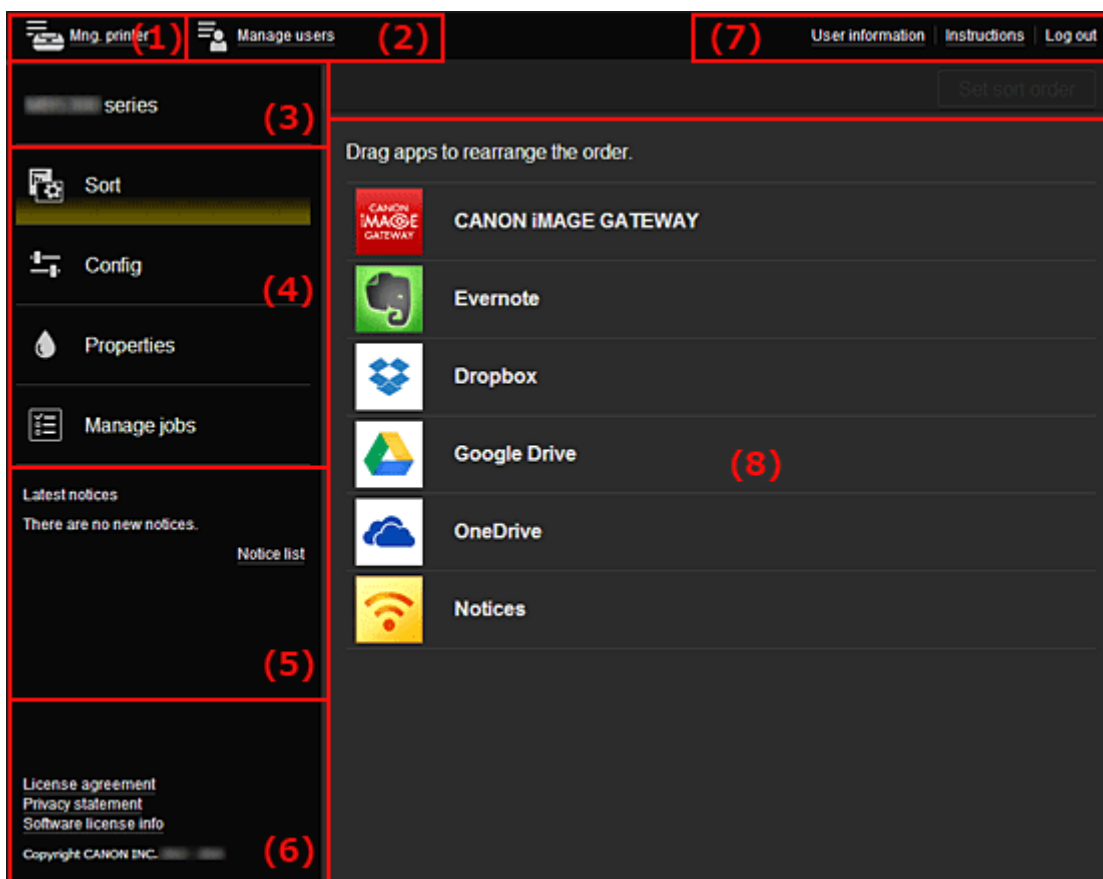 Mng. printer (1)
Manage users (2)
(7) User information Instructions Log out
series (3)
Set sort order
Drag apps to rearrange the order.
Sort
Config
(4)
Properties
Manage jobs
CANON iMAGE GATEWAY
CANON iMAGE GATEWAY
Evernote
Dropbox
Google Drive
(8)
OneDrive
Notices
Latest notices
There are no new notices.
Notice list
(5)
License agreement
Privacy statement
Software license info
Copyright CANON INC.
(6)